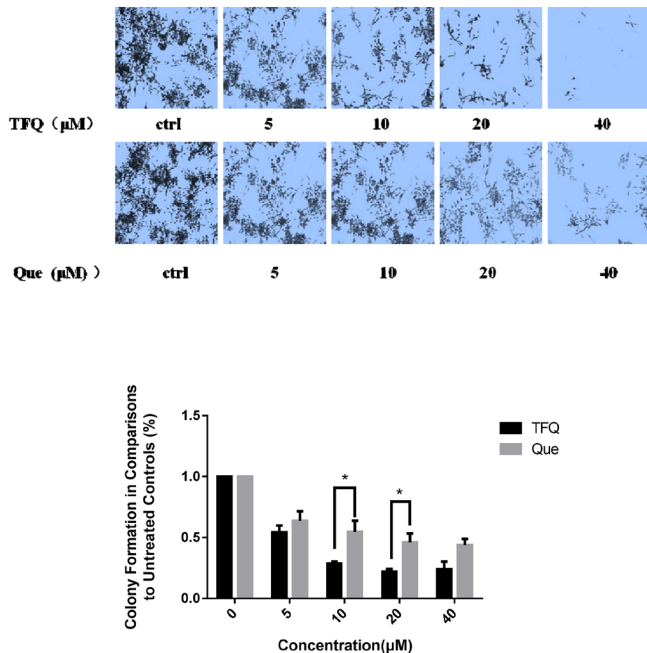 TFQ（μM） ctrl 5 10 20 40
Que (μM)） ctrl 5 10 20 40
Colony Formation in Comparisons
to Untreated Controls (%)
1.5
1.0
0.5
0.0
TFQ
Que
* *
0 5 10 20 40
Concentration(μM)